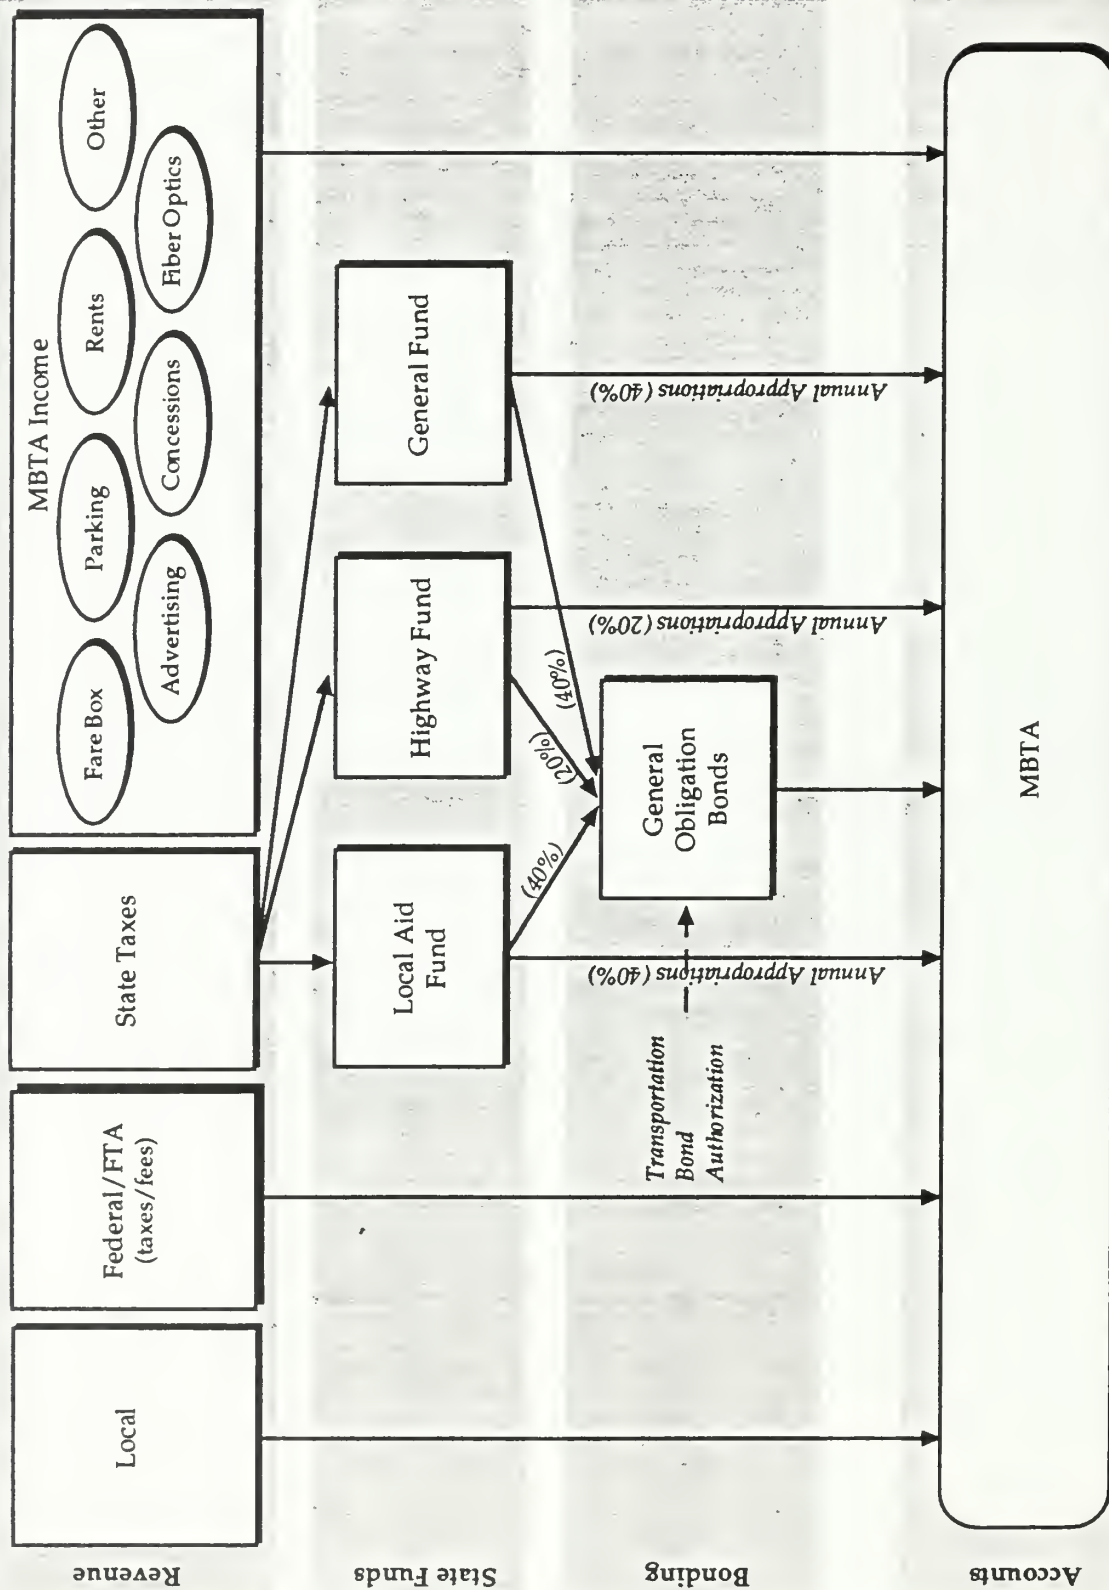 Revenue
Local
Federal/FTA
(taxes/fees)
State Taxes
MBTA Income
Fare Box
Parking
Rents
Other
Advertising
Concessions
Fiber Optics
State Funds
Local Aid
Fund
Highway Fund
General Fund
Bonding
Transportation
Bond
Authorization
(40%)
(20%)
(40%)
General
Obligation
Bonds
Annual Appropriations (40%)
Annual Appropriations (20%)
Annual Appropriations (40%)
Accounts
MBTA